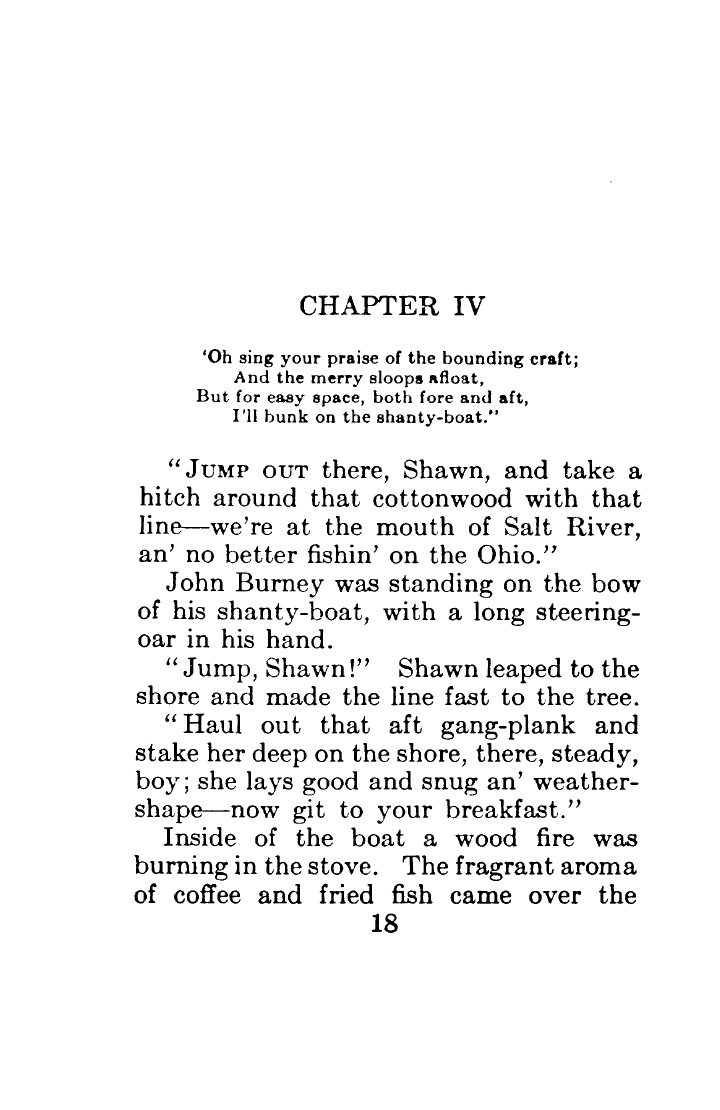 CHAPTER IV
'Oh sing your praise of the bounding craft;
And the merry sloops afloat,
But for easy space, both fore and aft,
I'll bunk on the shanty-boat."
"JUMP OUT there, Shawn, and take a
hitch around that cottonwood with that
line—we're at the mouth of Salt River,
an' no better fishin' on the Ohio."
John Burney was standing on the bow
of his shanty-boat, with a long steering-
oar in his hand.
"Jump, Shawn!" Shawn leaped to the
shore and made the line fast to the tree.
"Haul out that aft gang-plank and
stake her deep on the shore, there, steady,
boy; she lays good and snug an' weather-
shape—now git to your breakfast."
Inside of the boat a wood fire was
burning in the stove. The fragrant aroma
of coffee and fried fish came over the
18